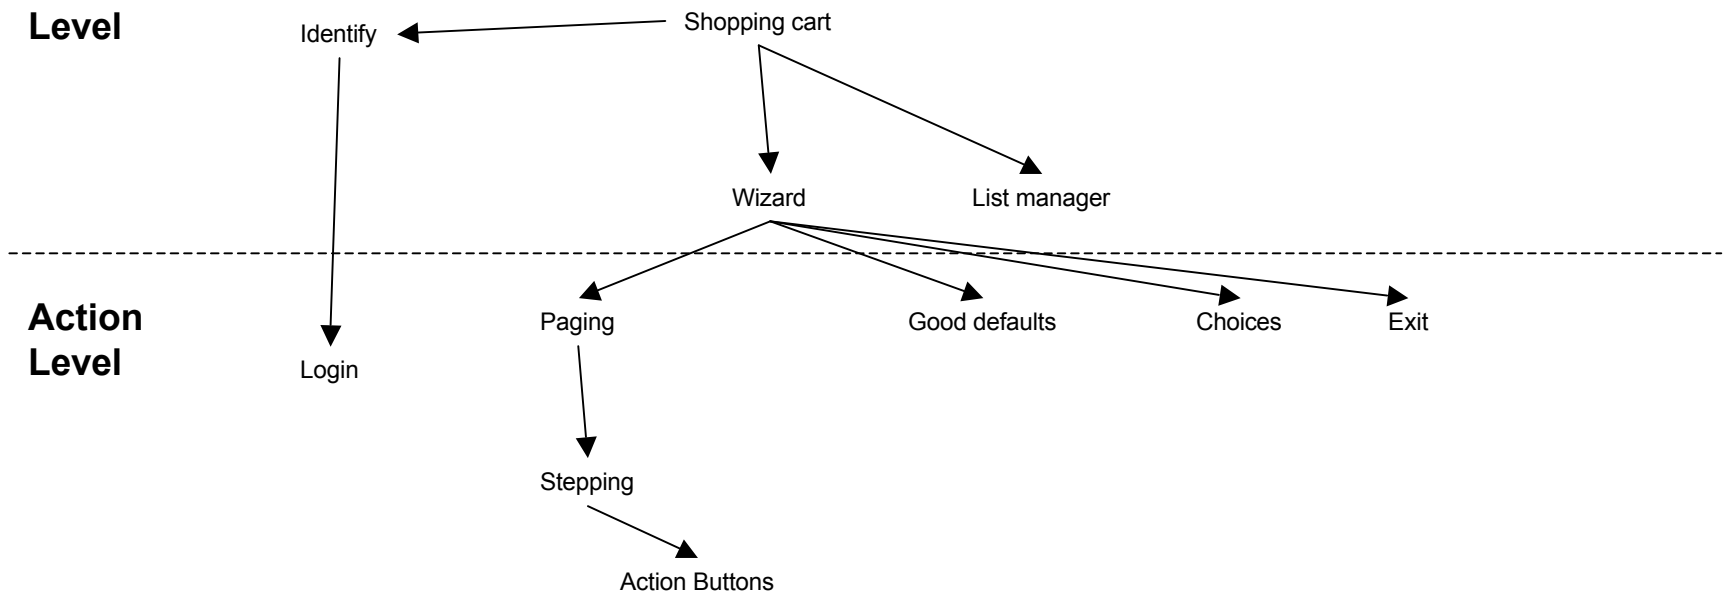 Level
Identify
Shopping cart
Wizard
List manager
Action
Level
Paging
Good defaults
Choices
Exit
Login
Stepping
Action Buttons